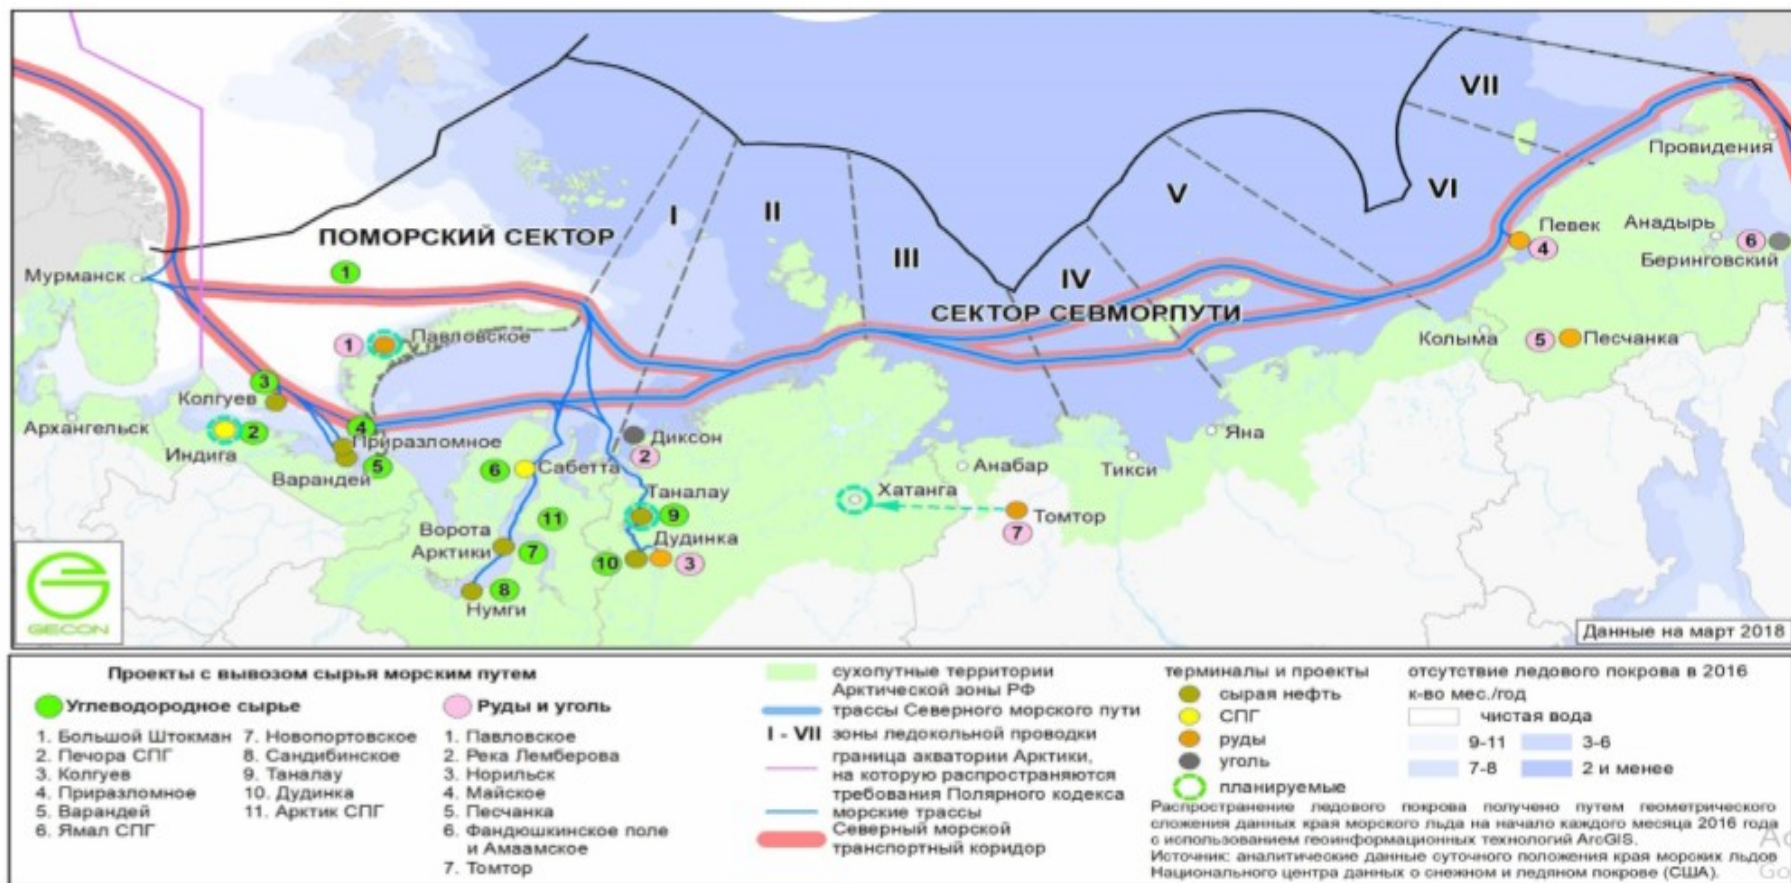 VII
Провидения
VI
V
I
II
ПОМОРСКИЙ СЕКТОР
Певек
Анадырь
4
6
III
Беринговский
1
Мурманск
IV
СЕКТОР СЕВМОРПУТИ
1
Павловское
Колыма
5
Песчанка
3
Колгуев
Архангельск
2
4
Приразломное
Диксон
Яна
Индига
Варандей
5
6
Сабетта
2
Анабар
Тикси
Таналау
Хатанга
11
9
Томтор
Ворота
Арктики
7
Дудинка
7
10
3
8
Нумги
GECON
Данные на март 2018
Проекты с вывозом сырья морским путем
Углеводородное сырье
1. Большой Штокман
2. Печора СПГ
3. Колгуев
4. Приразломное
5. Варандей
6. Ямал СПГ
7. Новопортовское
8. Сандибинское
9. Таналау
10. Дудинка
11. Арктик СПГ
Руды и уголь
1. Павловское
2. Река Лемберова
3. Норильск
4. Майское
5. Песчанка
6. Фандюшкинское поле
и Амаамское
7. Томтор
сухопутные территории
Арктической зоны РФ
трассы Северного морского пути
I - VII зоны ледокольной проводки
граница акватории Арктики,
на которую распространяются
требования Полярного кодекса
морские трассы
Северный морской
транспортный коридор
терминалы и проекты
сырая нефть
СПГ
руды
уголь
планируемые
отсутствие ледового покрова в 2016
к-во мес./год
чистая вода
9-11
3-6
7-8
2 и менее
Распространение ледового покрова получено путем геометрического
сложения данных края морского льда на начало каждого месяца 2016 года
с использованием геоинформационных технологий ArcGIS.
Источник: аналитические данные суточного положения края морских льдов
Национального центра данных о снежном и ледяном покрове (США).